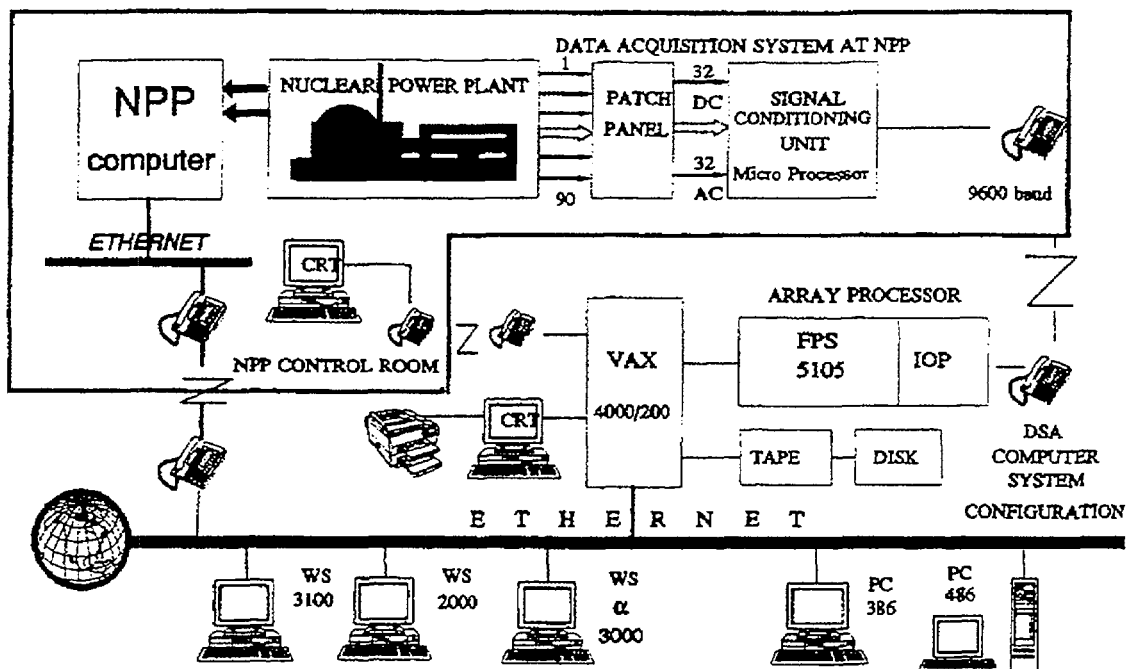 DATA ACQUISITION SYSTEM AT NPP
NPP
computer
NUCLEAR POWER PLANT
1
90
PATCH
PANEL
32
DC
32
AC
SIGNAL
CONDITIONING
UNIT
Micro Processor
9600 baud
ETHERNET
CRT
NPP CONTROL ROOM
ARRAY PROCESSOR
VAX
4000/200
FPS
5105
IOP
CRT
TAPE
DISK
DSA
COMPUTER
SYSTEM
CONFIGURATION
E T H E R N E T
WS
3100
WS
2000
WS
α
3000
PC
386
PC
486